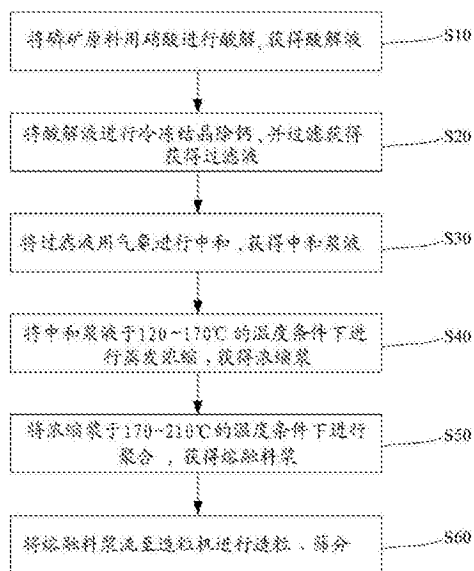 将磷矿原料用硝酸进行酸解,获得酸解液
S10
将酸解液进行冷冻结晶除钙,并过滤获得
获得过滤液
S20
将过滤液用气氨进行中和,获得中和浆液
S30
将中和浆液于120~170℃的温度条件下进
行蒸发浓缩,获得浓缩浆
S40
将浓缩浆于170~210℃的温度条件下进行
聚合,获得熔融料浆
S50
将熔融料浆流至造粒机进行造粒、筛分
S60